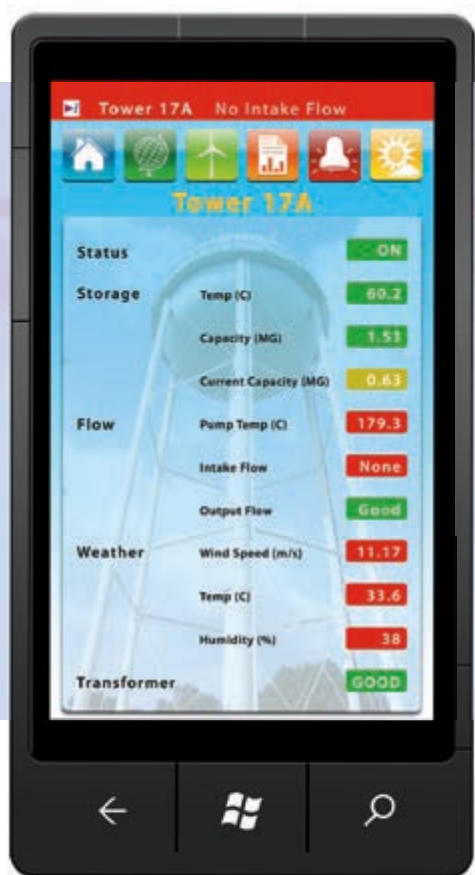 Tower 17A No Intake Flow
Tower 17A
Status ON
Storage Temp (C) 60.2
Capacity (MG) 1.53
Current Capacity (MG) 0.63
Flow Pump Temp (C) 179.3
Intake Flow None
Output Flow Good
Weather Wind Speed (m/s) 11.17
Temp (C) 33.6
Humidity (%) 38
Transformer GOOD